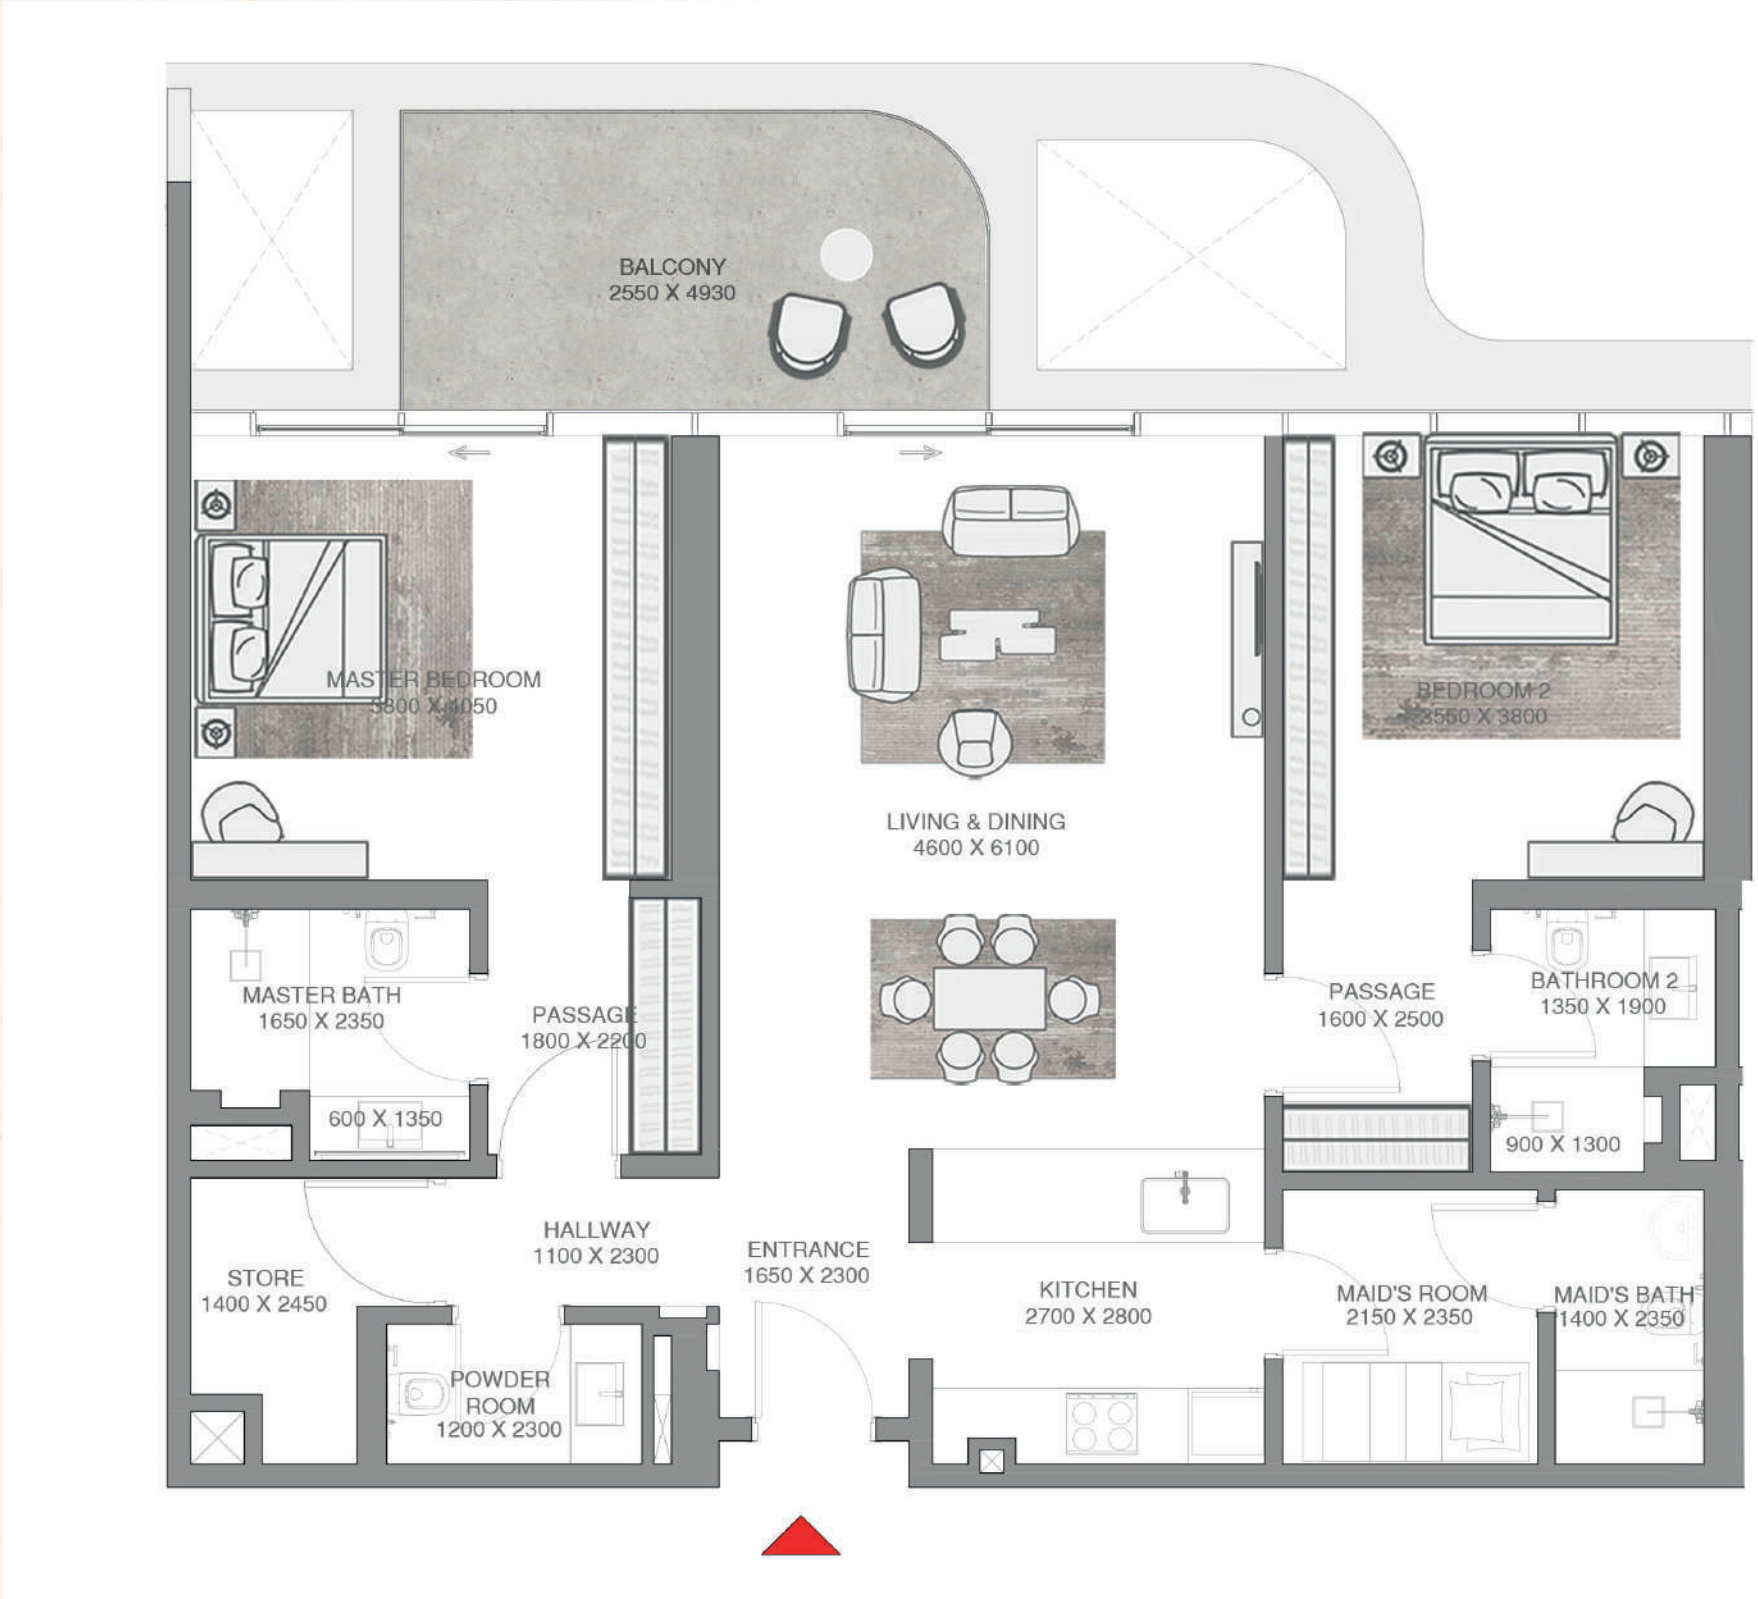 BALCONY
2550 X 4930
MASTER BEDROOM
3800 X 4050
BEDROOM 2
3550 X 3800
LIVING & DINING
4600 X 6100
MASTER BATH
1650 X 2350
PASSAGE
1800 X 2200
PASSAGE
1600 X 2500
BATHROOM 2
1350 X 1900
600 X 1350
900 X 1300
HALLWAY
1100 X 2300
ENTRANCE
1650 X 2300
STORE
1400 X 2450
KITCHEN
2700 X 2800
MAID'S ROOM
2150 X 2350
MAID'S BATH
1400 X 2350
POWDER
ROOM
1200 X 2300